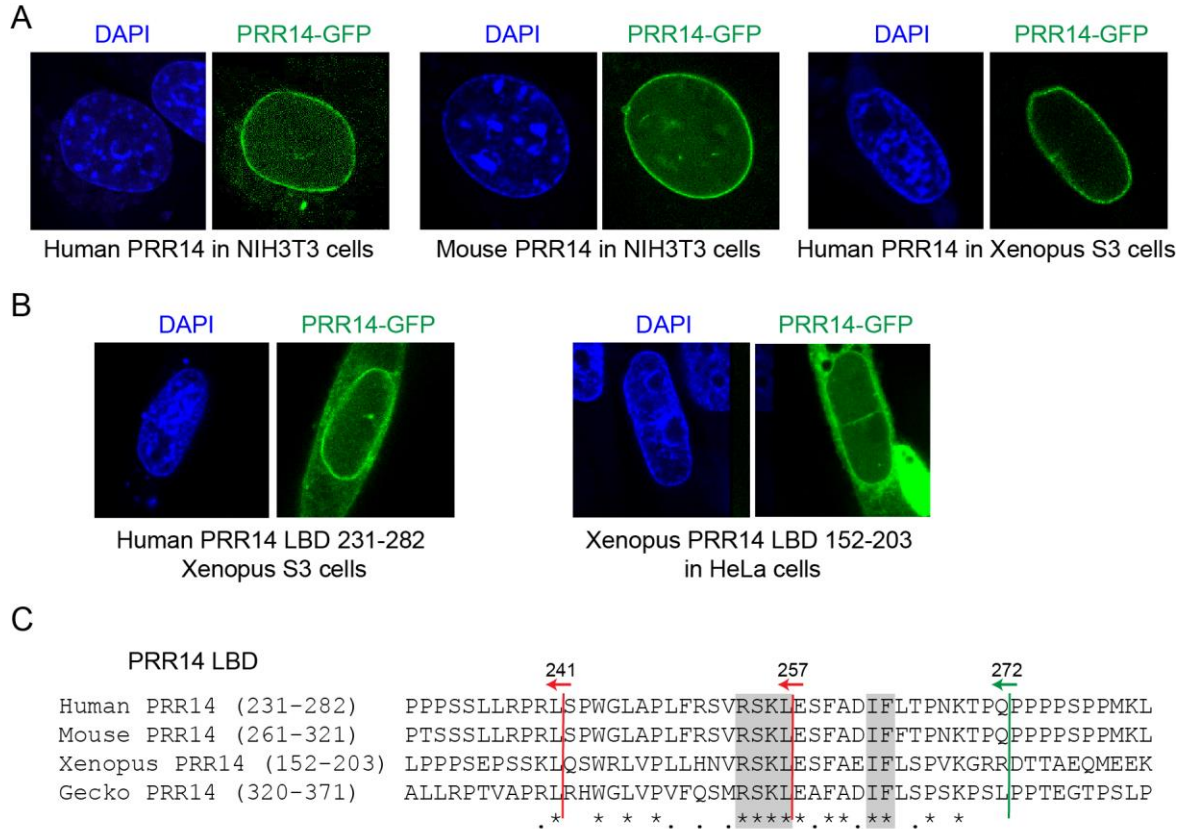 A
DAPI PRR14-GFP DAPI PRR14-GFP DAPI PRR14-GFP
Human PRR14 in NIH3T3 cells Mouse PRR14 in NIH3T3 cells Human PRR14 in Xenopus S3 cells
B
DAPI PRR14-GFP DAPI PRR14-GFP
Human PRR14 LBD 231-282 Xenopus PRR14 LBD 152-203
Xenopus S3 cells in HeLa cells
C
PRR14 LBD 241 257 272
Human PRR14 (231-282) PPPSSLLRPRLSPWGLAPLFRSVRSKLESFADIFLTPNKTPQPPPPSPPMKL
Mouse PRR14 (261-321) PTSSSLLRPRLSPWGLAPLFRSVRSKLESFADIFFTPNKTPQPPPPSPPMKL
Xenopus PRR14 (152-203) LPPPSEPSSKLQSWRLVPLLHNVRSKLESFAEIFLSPVKGRRDTTAEQMEEK
Gecko PRR14 (320-371) ALLRPTVAPRLRHWGLVPVFQSMRSKLEAFADIFLSPSKPSLPPTEGTPSLP
.*  * * *. . .*****.**.** .* *